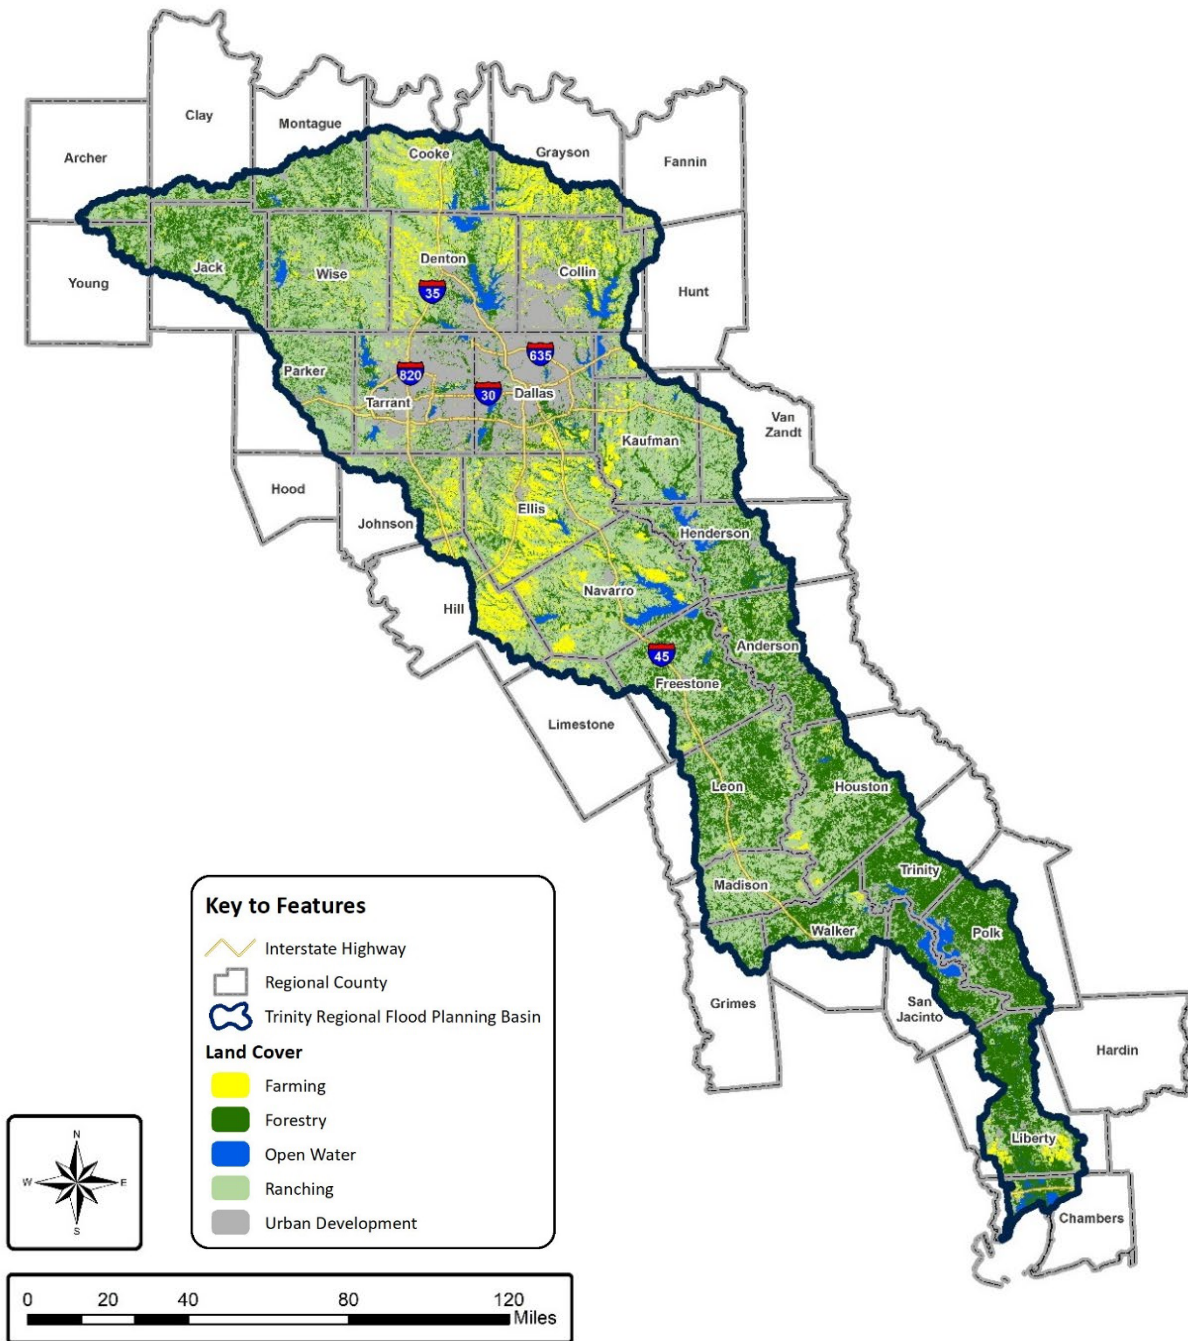 Clay
Montague
Archer
Cooke
Grayson
Fannin
Young
Jack
Wise
Denton
Collin
Hunt
35
Parker
820
635
30
Tarrant
Dallas
Van
Zandt
Kaufman
Hood
Johnson
Ellis
Henderson
Hill
Navarro
45
Anderson
Freestone
Limestone
Leon
Houston
Trinity
Madison
Walker
Polk
Grimes
San
Jacinto
Hardin
Liberty
Chambers
Key to Features
Interstate Highway
Regional County
Trinity Regional Flood Planning Basin
Land Cover
Farming
Forestry
Open Water
Ranching
Urban Development
N
W E
S
0 20 40 80 120
Miles